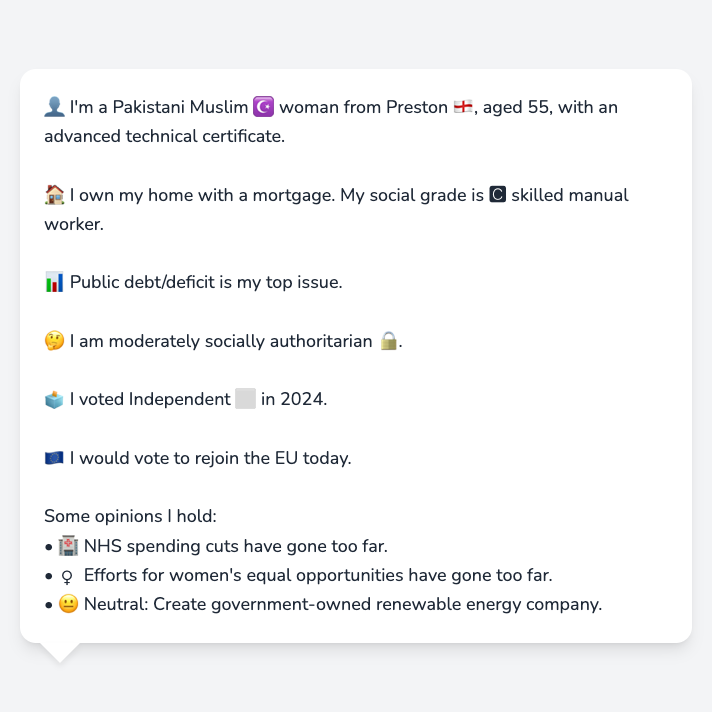 👤 I'm a Pakistani Muslim ☪️ woman from Preston 🏴󠁧󠁢󠁥󠁮󠁧󠁿, aged 55, with an
advanced technical certificate.
🏠 I own my home with a mortgage. My social grade is 🅲 skilled manual
worker.
📊 Public debt/deficit is my top issue.
🤔 I am moderately socially authoritarian 🔒.
🗳️ I voted Independent ⬜ in 2024.
🇪🇺 I would vote to rejoin the EU today.
Some opinions I hold:
• 🏥 NHS spending cuts have gone too far.
• ♀ Efforts for women's equal opportunities have gone too far.
• 😐 Neutral: Create government-owned renewable energy company.